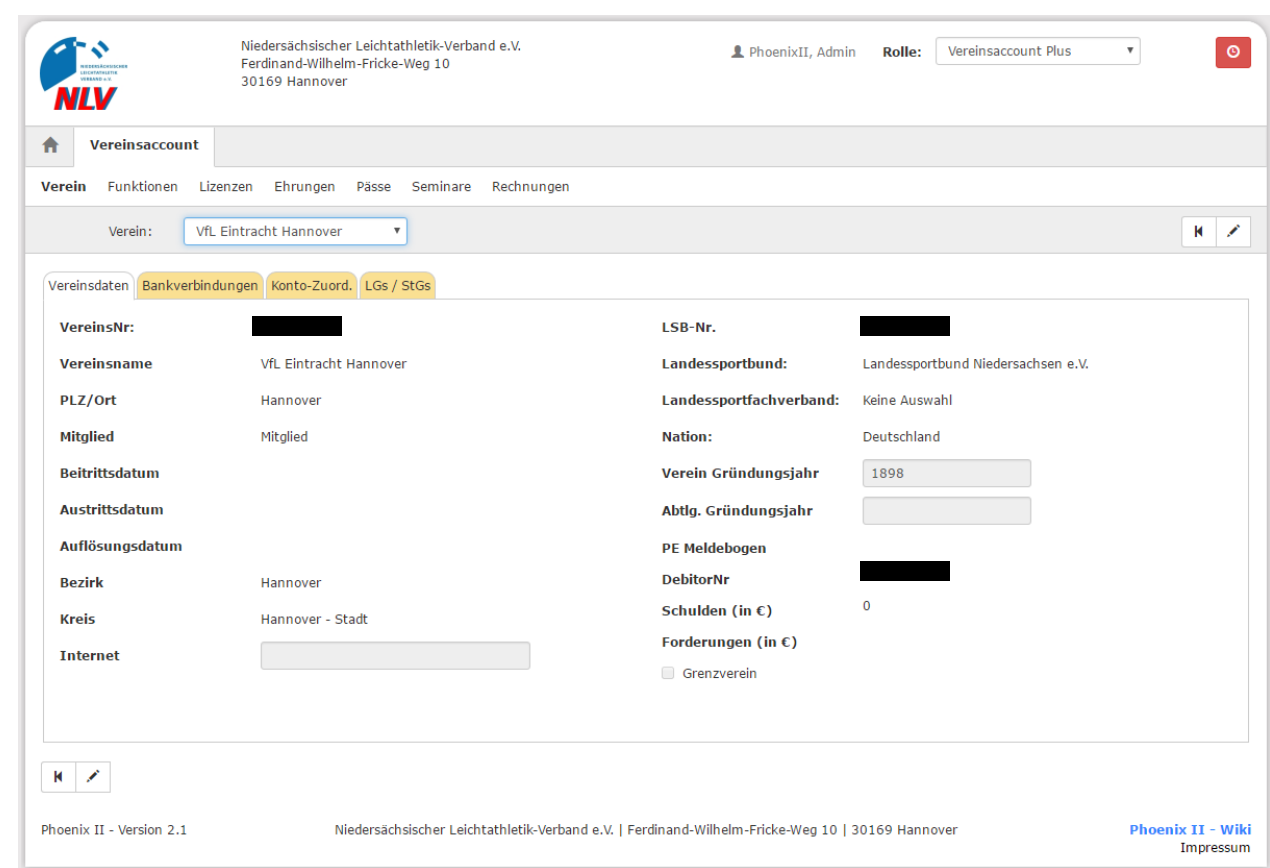 NIEDERSÄCHSISCHER
LEICHTATHLETIK
VERBAND e.V.
NLV
Niedersächsischer Leichtathletik-Verband e.V.
Ferdinand-Wilhelm-Fricke-Weg 10
30169 Hannover
PhoenixII, Admin Rolle: Vereinsaccount Plus
Vereinsaccount
Verein Funktionen Lizenzen Ehrungen Pässe Seminare Rechnungen
Verein: VfL Eintracht Hannover
Vereinsdaten Bankverbindungen Konto-Zuord. LGs / StGs
VereinsNr:
Vereinsname VfL Eintracht Hannover
PLZ/Ort Hannover
Mitglied Mitglied
Beitrittsdatum
Austrittsdatum
Auflösungsdatum
Bezirk Hannover
Kreis Hannover - Stadt
Internet
LSB-Nr.
Landessportbund: Landessportbund Niedersachsen e.V.
Landessportfachverband: Keine Auswahl
Nation: Deutschland
Verein Gründungsjahr 1898
Abtlg. Gründungsjahr
PE Meldebogen
DebitorNr
Schulden (in €) 0
Forderungen (in €)
Grenzverein
Phoenix II - Version 2.1 Niedersächsischer Leichtathletik-Verband e.V. | Ferdinand-Wilhelm-Fricke-Weg 10 | 30169 Hannover Phoenix II - Wiki
Impressum